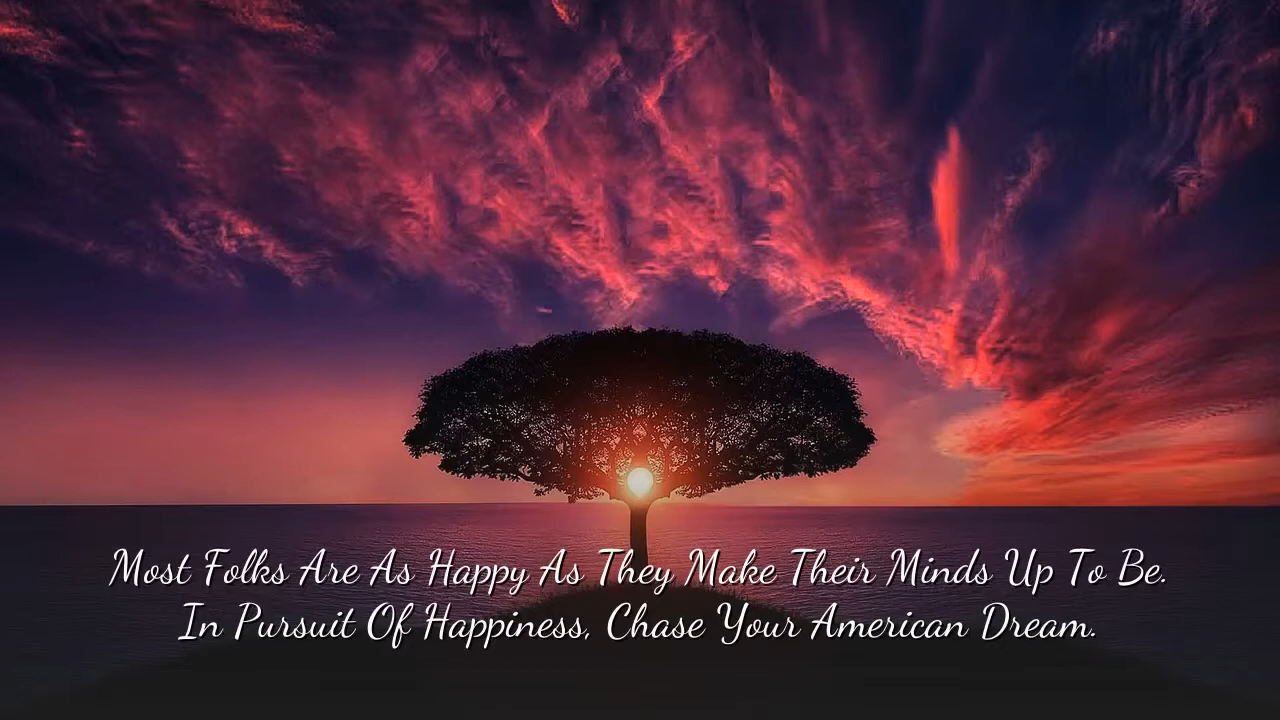 Most Folks Are As Happy As They Make Their Minds Up To Be.
In Pursuit Of Happiness, Chase Your American Dream.